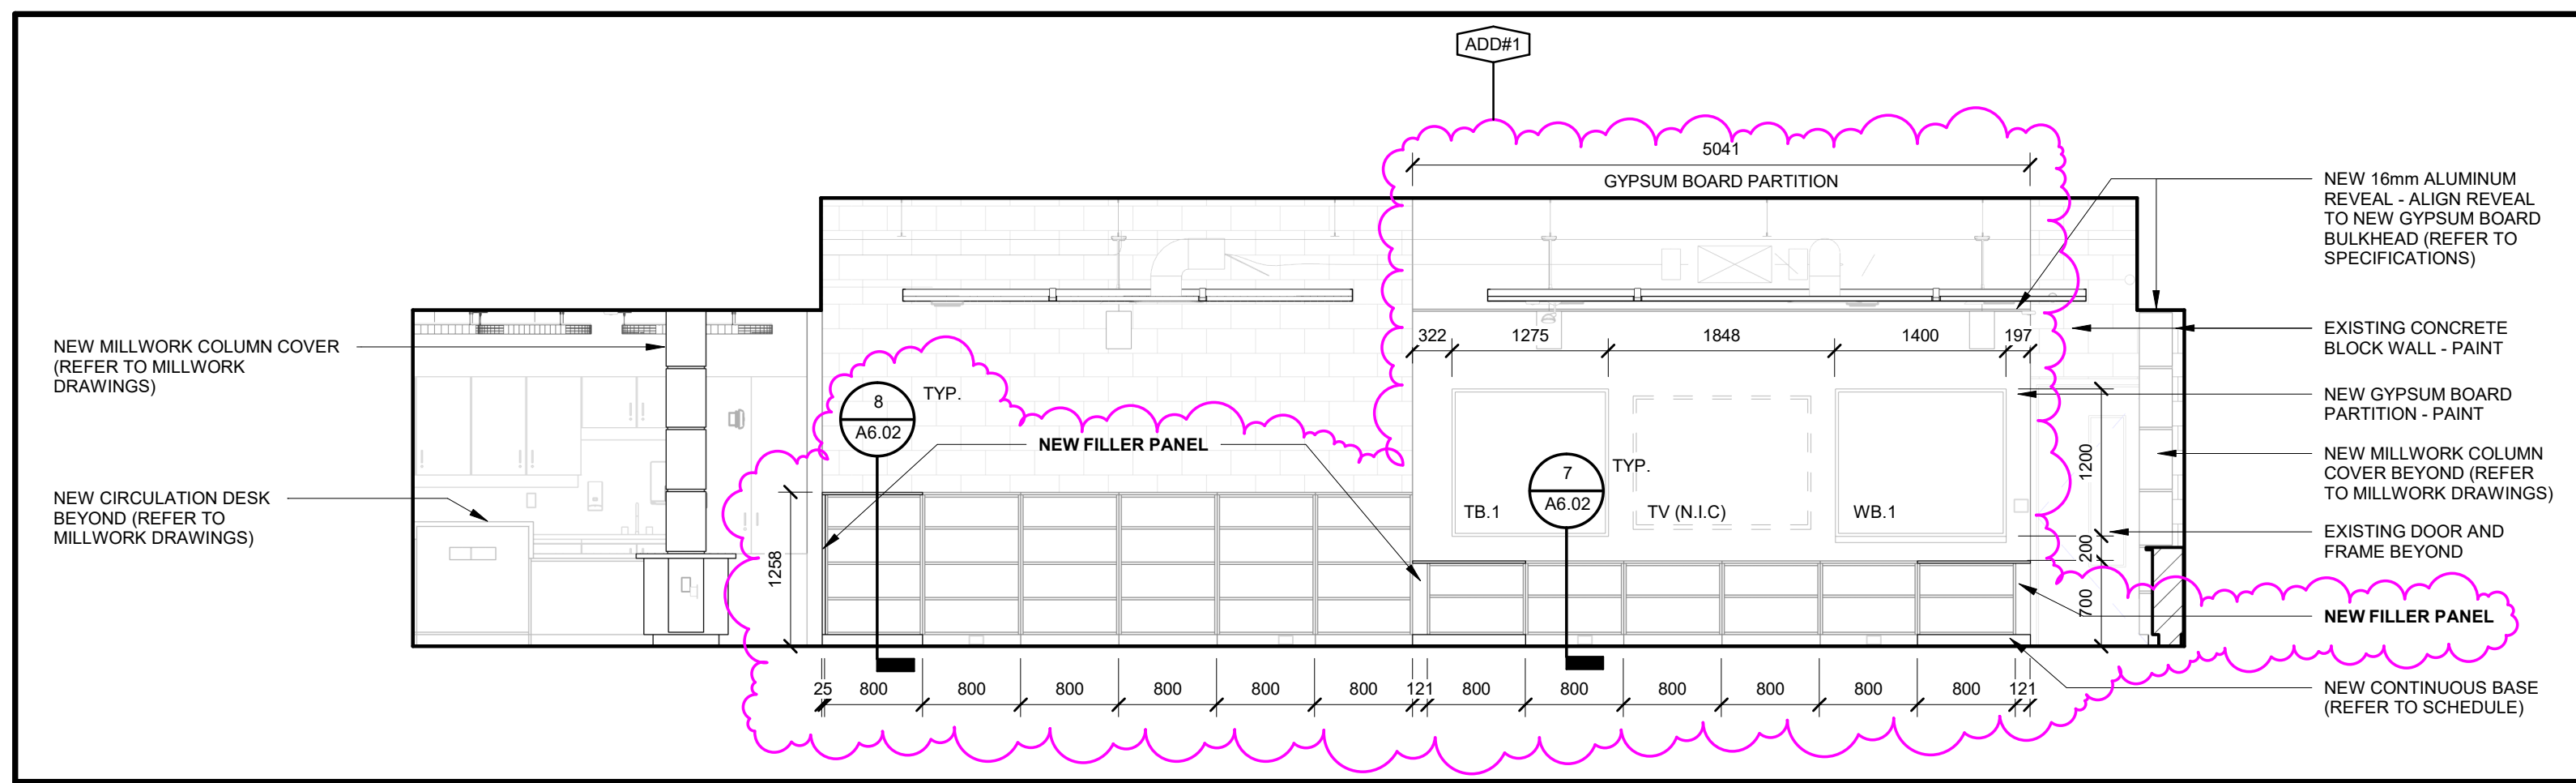 ADD#1
5041
GYPSUM BOARD PARTITION
NEW 16mm ALUMINUM
REVEAL - ALIGN REVEAL
TO NEW GYPSUM BOARD
BULKHEAD (REFER TO
SPECIFICATIONS)
NEW MILLWORK COLUMN COVER
(REFER TO MILLWORK
DRAWINGS)
322 1275 1848 1400 197
EXISTING CONCRETE
BLOCK WALL - PAINT
NEW GYPSUM BOARD
PARTITION - PAINT
8
A6.02
TYP.
NEW FILLER PANEL
7
A6.02
TYP.
TB.1
TV (N.I.C)
WB.1
1200
200
700
NEW MILLWORK COLUMN
COVER BEYOND (REFER
TO MILLWORK DRAWINGS)
NEW CIRCULATION DESK
BEYOND (REFER TO
MILLWORK DRAWINGS)
1258
EXISTING DOOR AND
FRAME BEYOND
NEW FILLER PANEL
25 800 800 800 800 800 800 121 800 800 800 800 800 800 121
NEW CONTINUOUS BASE
(REFER TO SCHEDULE)